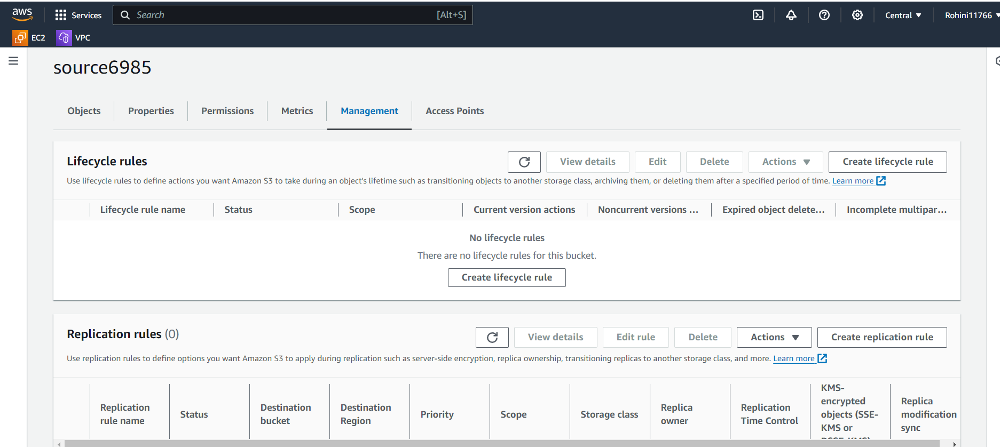 aws Services Search [Alt+S] Central Rohini11766
EC2 VPC
source6985
Objects Properties Permissions Metrics Management Access Points
Lifecycle rules View details Edit Delete Actions Create lifecycle rule
Use lifecycle rules to define actions you want Amazon S3 to take during an object's lifetime such as transitioning objects to another storage class, archiving them, or deleting them after a specified period of time. Learn more
Lifecycle rule name Status Scope Current version actions Noncurrent versions ... Expired object delete... Incomplete multipar...
No lifecycle rules
There are no lifecycle rules for this bucket.
Create lifecycle rule
Replication rules (0) View details Edit rule Delete Actions Create replication rule
Use replication rules to define options you want Amazon S3 to apply during replication such as server-side encryption, replica ownership, transitioning replicas to another storage class, and more. Learn more
Replication
rule name
Status
Destination
bucket
Destination
Region
Priority
Scope
Storage class
Replica
owner
Replication
Time Control
KMS-
encrypted
objects (SSE-
KMS or
Replica
modification
sync